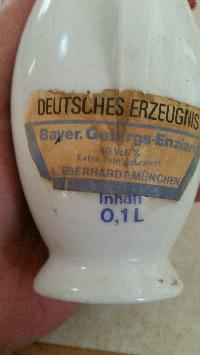 DEUTSCHES ERZEUGNIS
Bayer. Gebirgs-Enzian
40 Vol. %
Extra fein gebrannt
L. EBERHARDT MÜNCHEN
Inhalt
0,1 L